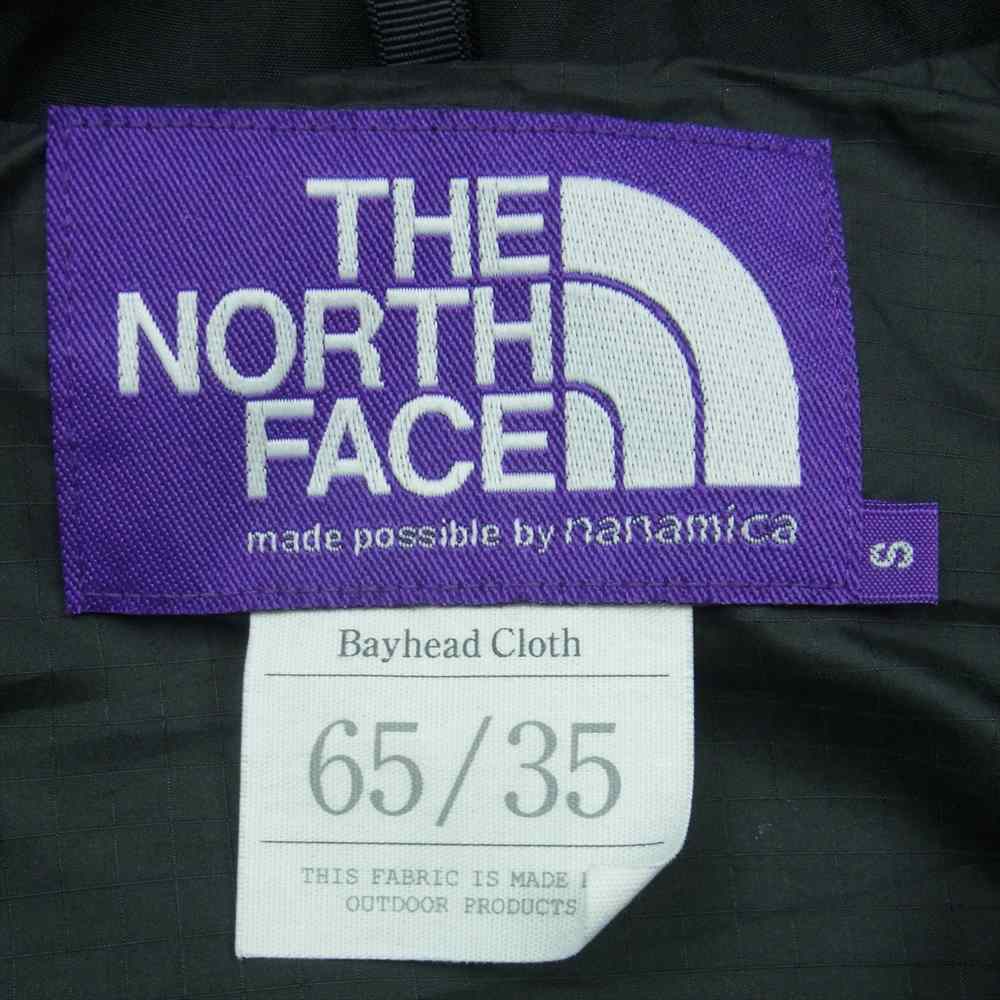 THE
NORTH
FACE
made possible by nanamica
S
Bayhead Cloth
65/35
THIS FABRIC IS MADE
OUTDOOR PRODUCTS